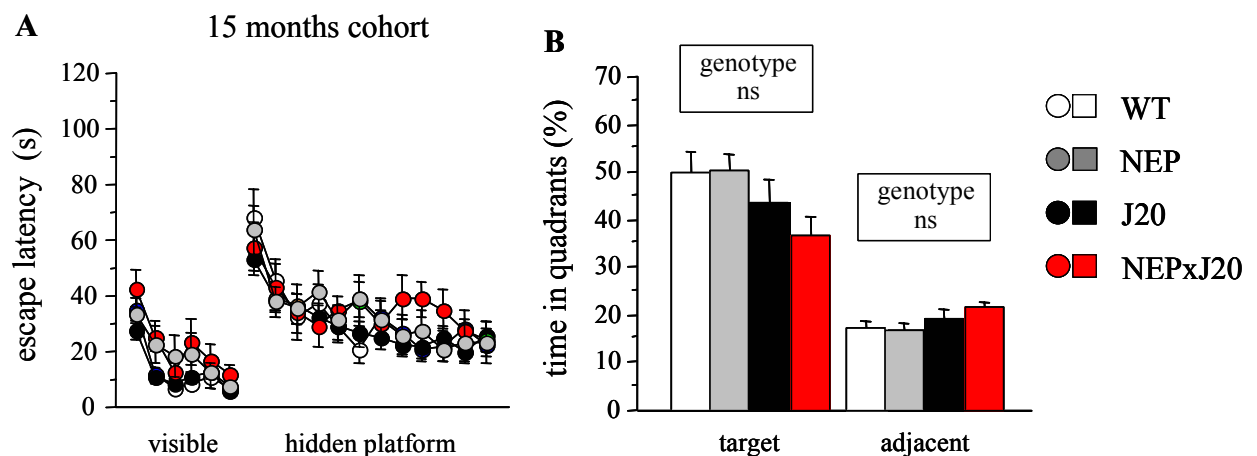 A
15 months cohort
escape latency (s)
120
100
80
60
40
20
0
visible
hidden platform
B
time in quadrants (%)
70
60
50
40
30
20
10
0
genotype
ns
genotype
ns
target
adjacent
WT
NEP
J20
NEPxJ20